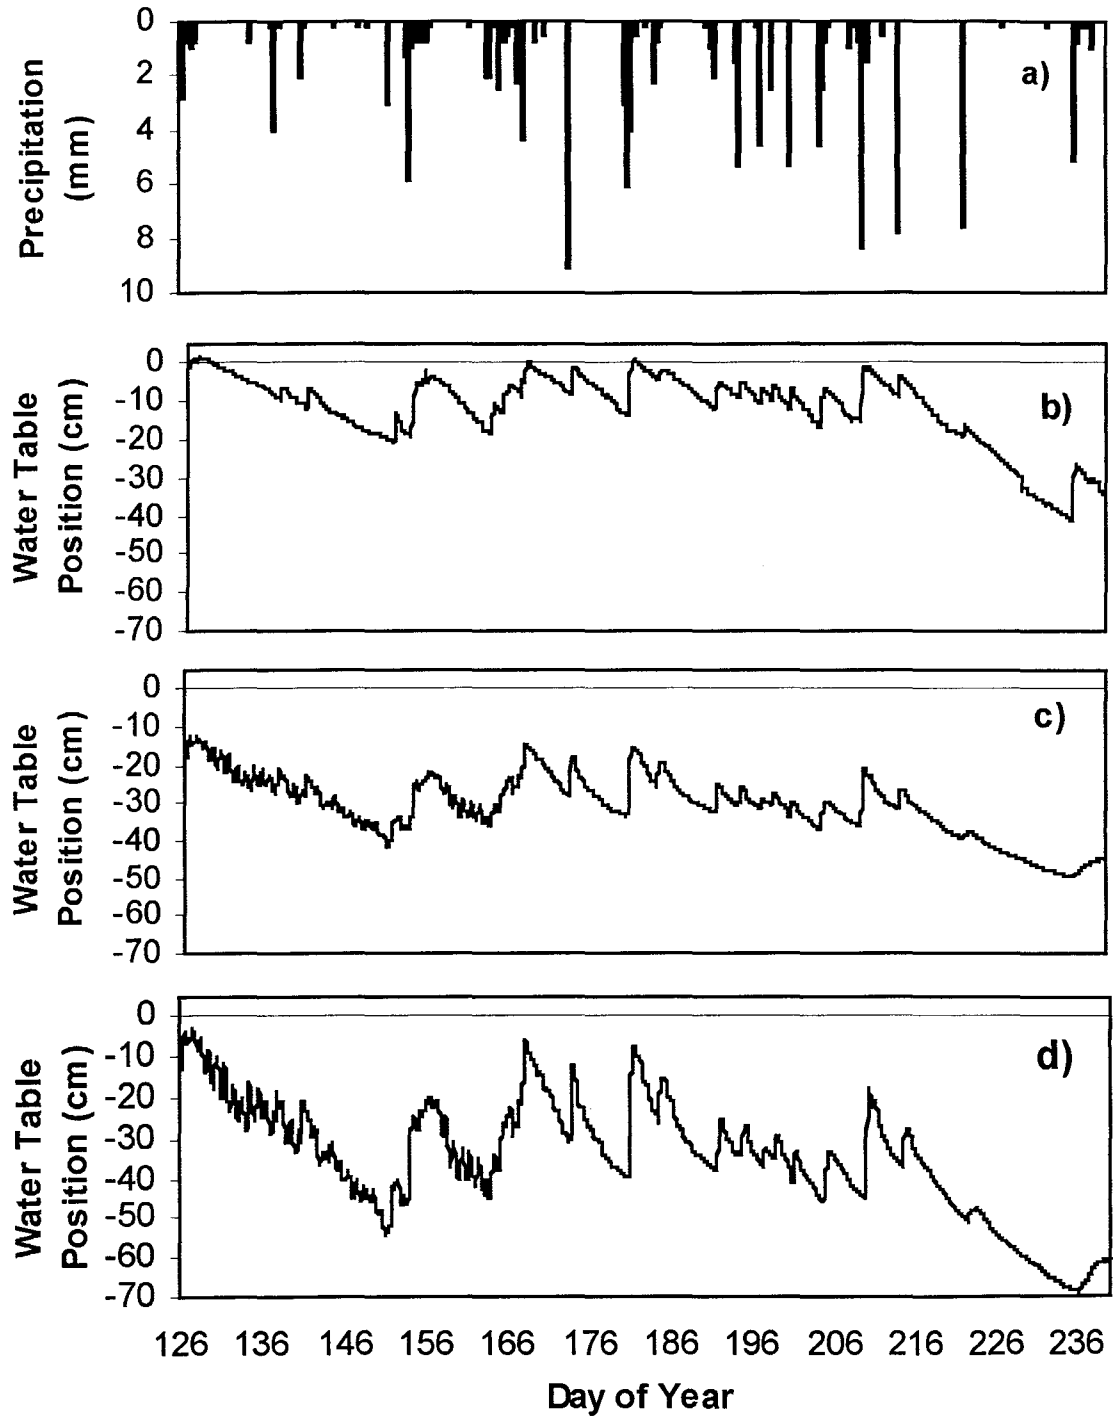 0
2
4
6
8
10
Precipitation
(mm)
a)
0
-10
-20
-30
-40
-50
-60
-70
Water Table
Position (cm)
b)
0
-10
-20
-30
-40
-50
-60
-70
Water Table
Position (cm)
c)
0
-10
-20
-30
-40
-50
-60
-70
Water Table
Position (cm)
d)
126 136 146 156 166 176 186 196 206 216 226 236
Day of Year